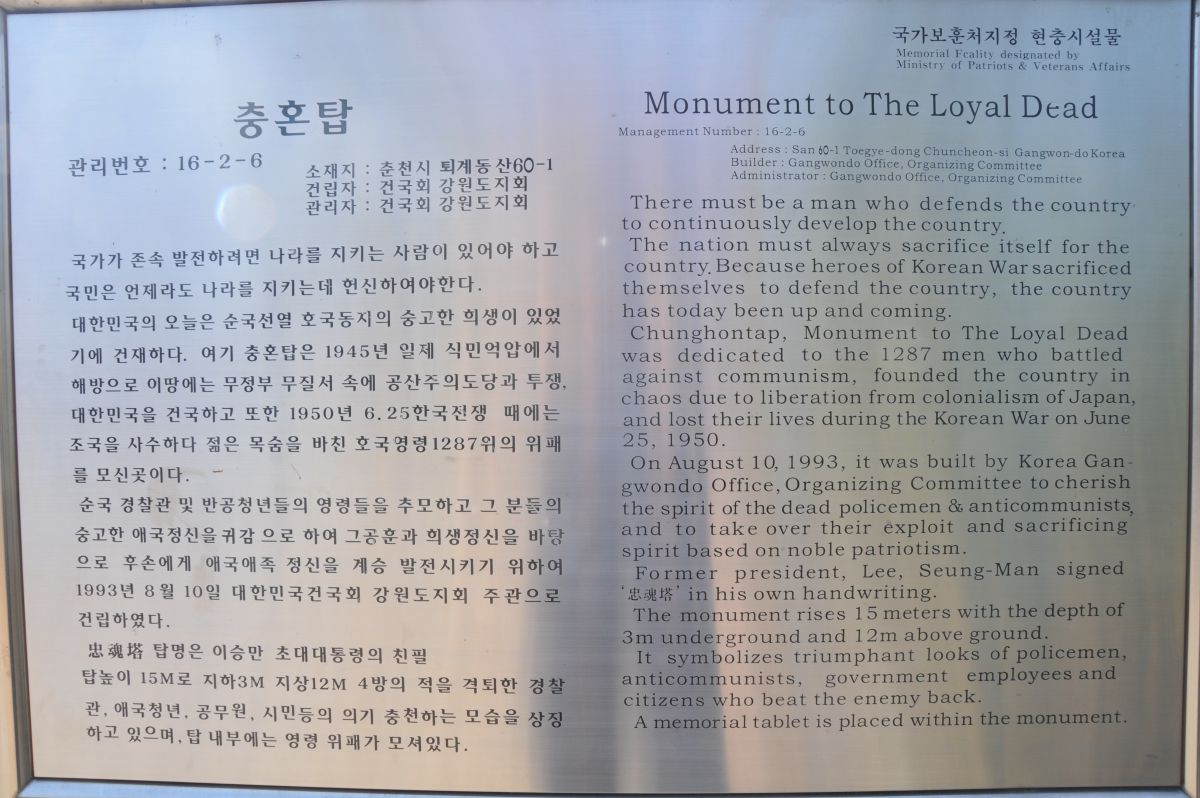 국가보훈처지정 현충시설물
Memorial Fcality designated by
Ministry of Patriots & Veterans Affairs
충혼탑
관리번호 : 16-2-6
소재지 : 춘천시 퇴계동산60-1
건립자 : 건국회 강원도지회
관리자 : 건국회 강원도지회
국가가 존속 발전하려면 나라를 지키는 사람이 있어야 하고
국민은 언제라도 나라를 지키는데 헌신하여야한다.
대한민국의 오늘은 순국선열 호국동지의 숭고한 희생이 있었
기에 건재하다. 여기 충혼탑은 1945년 일제 식민억압에서
해방으로 이땅에는 무정부 무질서 속에 공산주의도당과 투쟁,
대한민국을 건국하고 또한 1950년 6.25한국전쟁 때에는
조국을 사수하다 젊은 목숨을 바친 호국영령1287위의 위패
를 모신곳이다.
순국 경찰관 및 반공청년들의 영령들을 추모하고 그 분들의
숭고한 애국정신을 귀감 으로 하여 그공훈과 희생정신을 바탕
으로 후손에게 애국애족 정신을 계승 발전시키기 위하여
1993년 8월 10일 대한민국건국회 강원도지회 주관으로
건립하였다.
忠魂塔 탑명은 이승만 초대대통령의 친필
탑높이 15M로 지하3M 지상12M 4방의 적을 격퇴한 경찰
관, 애국청년, 공무원, 시민등의 의기 충천하는 모습을 상징
하고 있으며, 탑 내부에는 영령 위패가 모셔있다.
Monument to The Loyal Dead
Management Number : 16-2-6
Address : San 60-1 Toegye-dong Chuncheon-si Gangwon-do Korea
Builder : Gangwondo Office, Organizing Committee
Administrator : Gangwondo Office, Organizing Committee
There must be a man who defends the country
to continuously develop the country.
The nation must always sacrifice itself for the
country. Because heroes of Korean War sacrificed
themselves to defend the country, the country
has today been up and coming.
Chunghontap, Monument to The Loyal Dead
was dedicated to the 1287 men who battled
against communism, founded the country in
chaos due to liberation from colonialism of Japan,
and lost their lives during the Korean War on June
25, 1950.
On August 10, 1993, it was built by Korea Gan-
gwondo Office, Organizing Committee to cherish
the spirit of the dead policemen & anticommunists,
and to take over their exploit and sacrificing
spirit based on noble patriotism.
Former president, Lee, Seung-Man signed
'忠魂塔' in his own handwriting.
The monument rises 15 meters with the depth of
3m underground and 12m above ground.
It symbolizes triumphant looks of policemen,
anticommunists, government employees and
citizens who beat the enemy back.
A memorial tablet is placed within the monument.